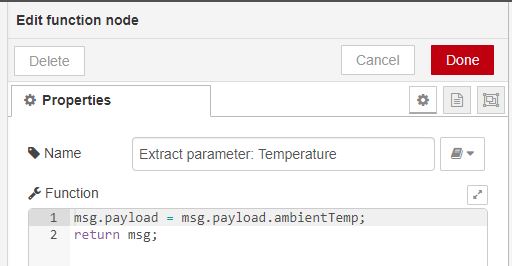 Edit function node
Delete
Cancel
Done
Properties
Name
Extract parameter: Temperature
Function
1 msg.payload = msg.payload.ambientTemp;
2 return msg;